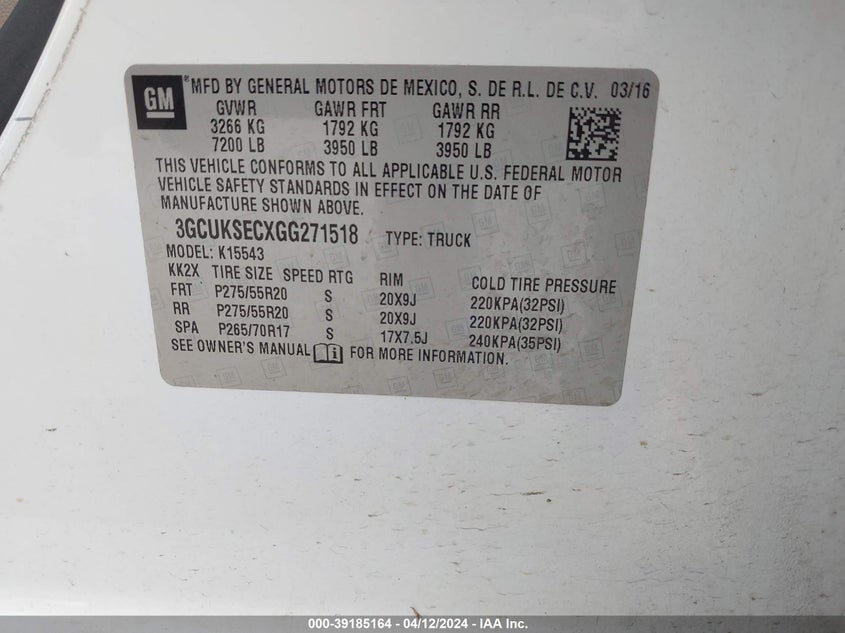 GM ®MFD BY GENERAL MOTORS DE MEXICO, S. DE R.L. DE C.V. 03/16
GVWR GAWR FRT GAWR RR
3266 KG 1792 KG 1792 KG
7200 LB 3950 LB 3950 LB
THIS VEHICLE CONFORMS TO ALL APPLICABLE U.S. FEDERAL MOTOR
VEHICLE SAFETY STANDARDS IN EFFECT ON THE DATE OF
MANUFACTURE SHOWN ABOVE.
3GCUKSECXGG271518 TYPE: TRUCK
MODEL: K15543
KK2X TIRE SIZE SPEED RTG RIM COLD TIRE PRESSURE
FRT P275/55R20 S 20X9J 220KPA(32PSI)
RR P275/55R20 S 20X9J 220KPA(32PSI)
SPA P265/70R17 S 17X7.5J 240KPA(35PSI)
SEE OWNER'S MANUAL FOR MORE INFORMATION.
000-39185164 - 04/12/2024 - IAA Inc.